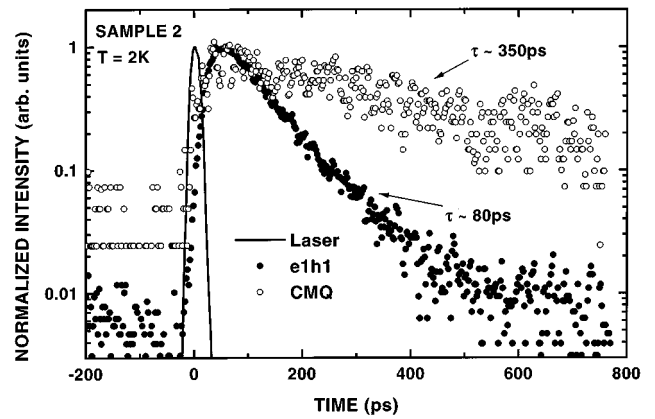 SAMPLE 2
T = 2K
τ ~ 350ps
τ ~ 80ps
Laser
e1h1
CMQ
NORMALIZED INTENSITY (arb. units)
1
0.1
0.01
-200 0 200 400 600 800
TIME (ps)